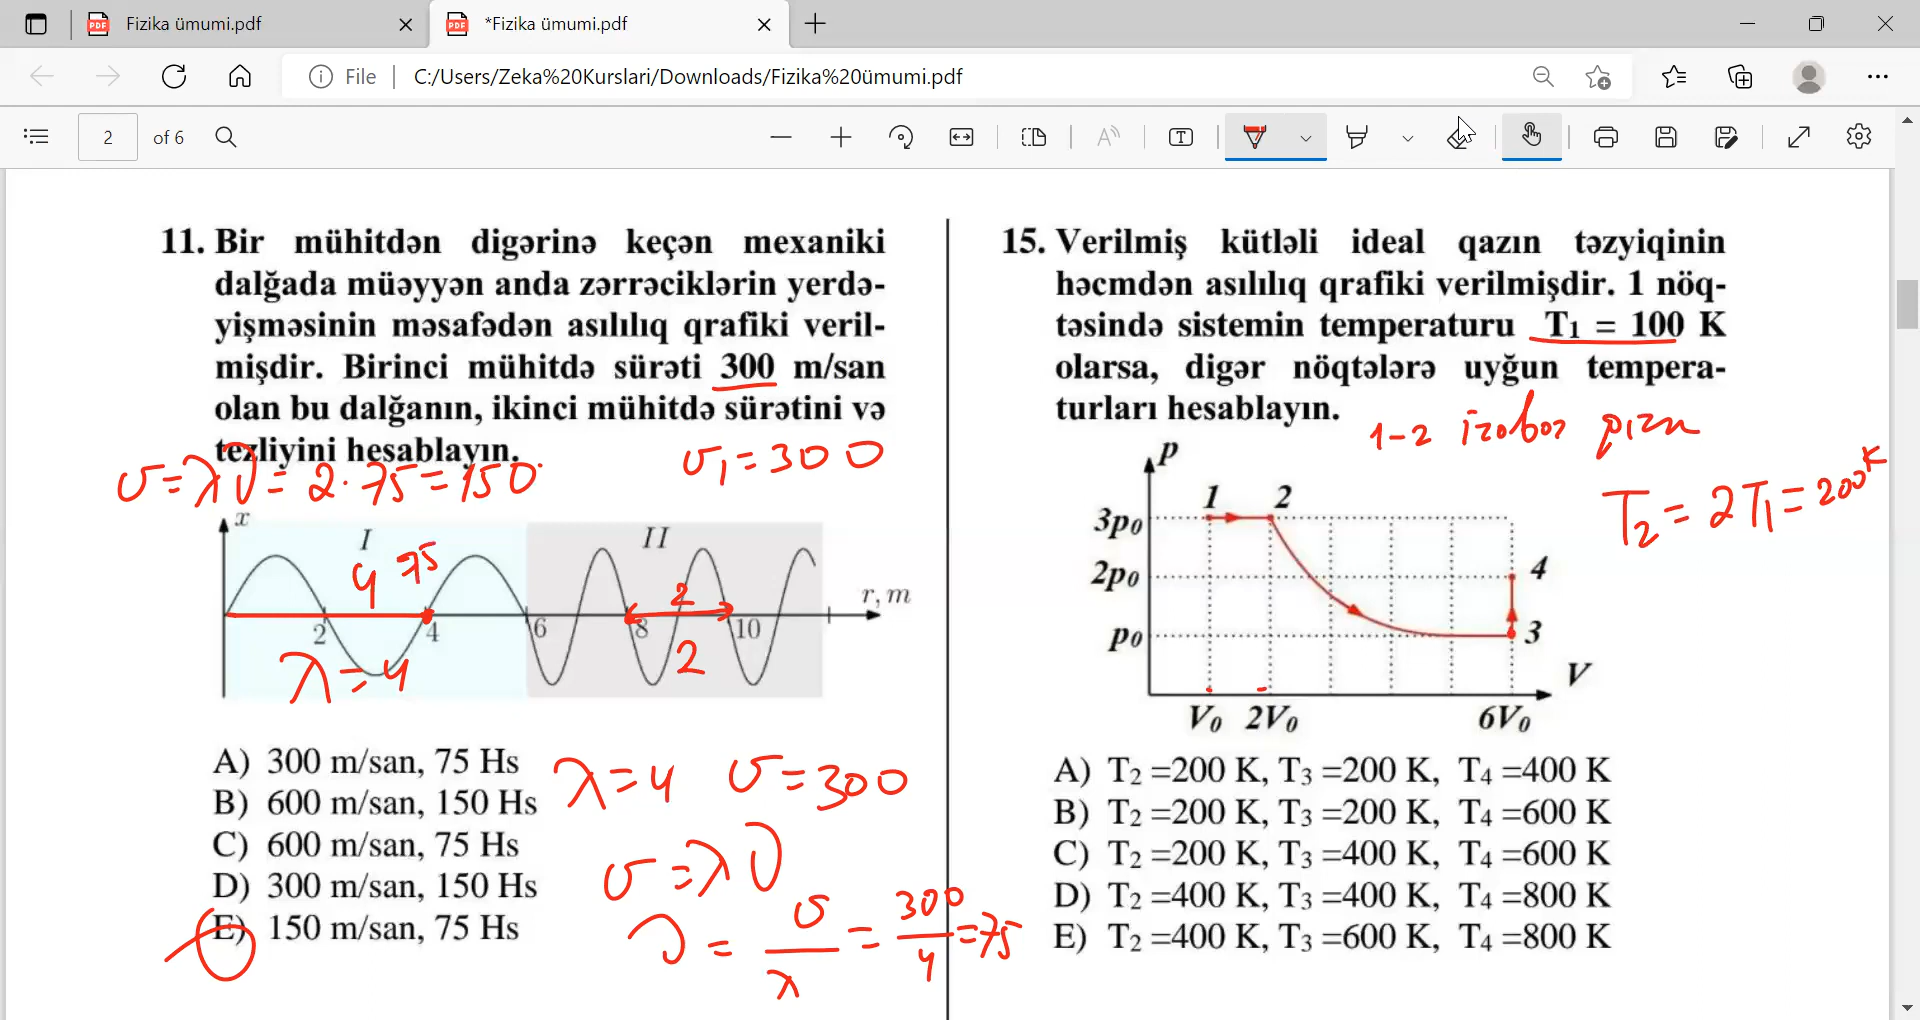 Fizika ümumi.pdf
*Fizika ümumi.pdf
File
C:/Users/Zeka%20Kurslari/Downloads/Fizika%20ümumi.pdf
2 of 6
11. Bir mühitdən digərinə keçən mexaniki
dalğada müəyyən anda zərrəciklərin yerdə-
yişməsinin məsafədən asılılıq qrafiki veril-
mişdir. Birinci mühitdə sürəti 300 m/san
olan bu dalğanın, ikinci mühitdə sürətini və
tezliyini hesablayın.
υ₁=300
υ=λν=2·75=150
x
I
II
4
75
2
r, m
2
4
6
8
10
λ=4
2
A) 300 m/san, 75 Hs
B) 600 m/san, 150 Hs
C) 600 m/san, 75 Hs
D) 300 m/san, 150 Hs
E) 150 m/san, 75 Hs
λ=4 υ=300
υ=λν
ν = υ/λ = 300/4 = 75
15. Verilmiş kütləli ideal qazın təzyiqinin
həcmdən asılılıq qrafiki verilmişdir. 1 nöq-
təsində sistemin temperaturu T₁ = 100 K
olarsa, digər nöqtələrə uyğun tempera-
turları hesablayın.
1-2 izobar
T₂=2T₁=200K
p
1
2
3p₀
2p₀
4
p₀
3
V
V₀ 2V₀ 6V₀
A) T₂ =200 K, T₃ =200 K, T₄ =400 K
B) T₂ =200 K, T₃ =200 K, T₄ =600 K
C) T₂ =200 K, T₃ =400 K, T₄ =600 K
D) T₂ =400 K, T₃ =400 K, T₄ =800 K
E) T₂ =400 K, T₃ =600 K, T₄ =800 K